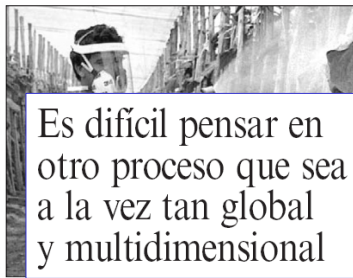 Es difícil pensar en
otro proceso que sea
a la vez tan global
y multidimensional